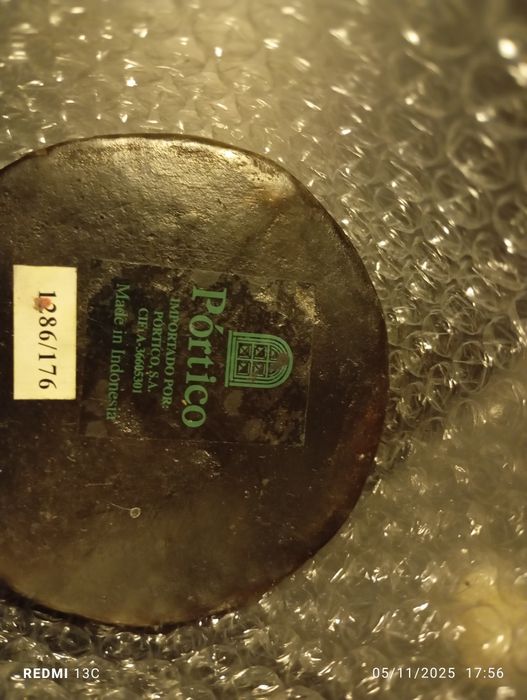 Pórtico
IMPORTADO POR:
PORTICO, S.A.
CIF: A-36605301
Made in Indonesia
1286/176
REDMI 13C
05/11/2025 17:56